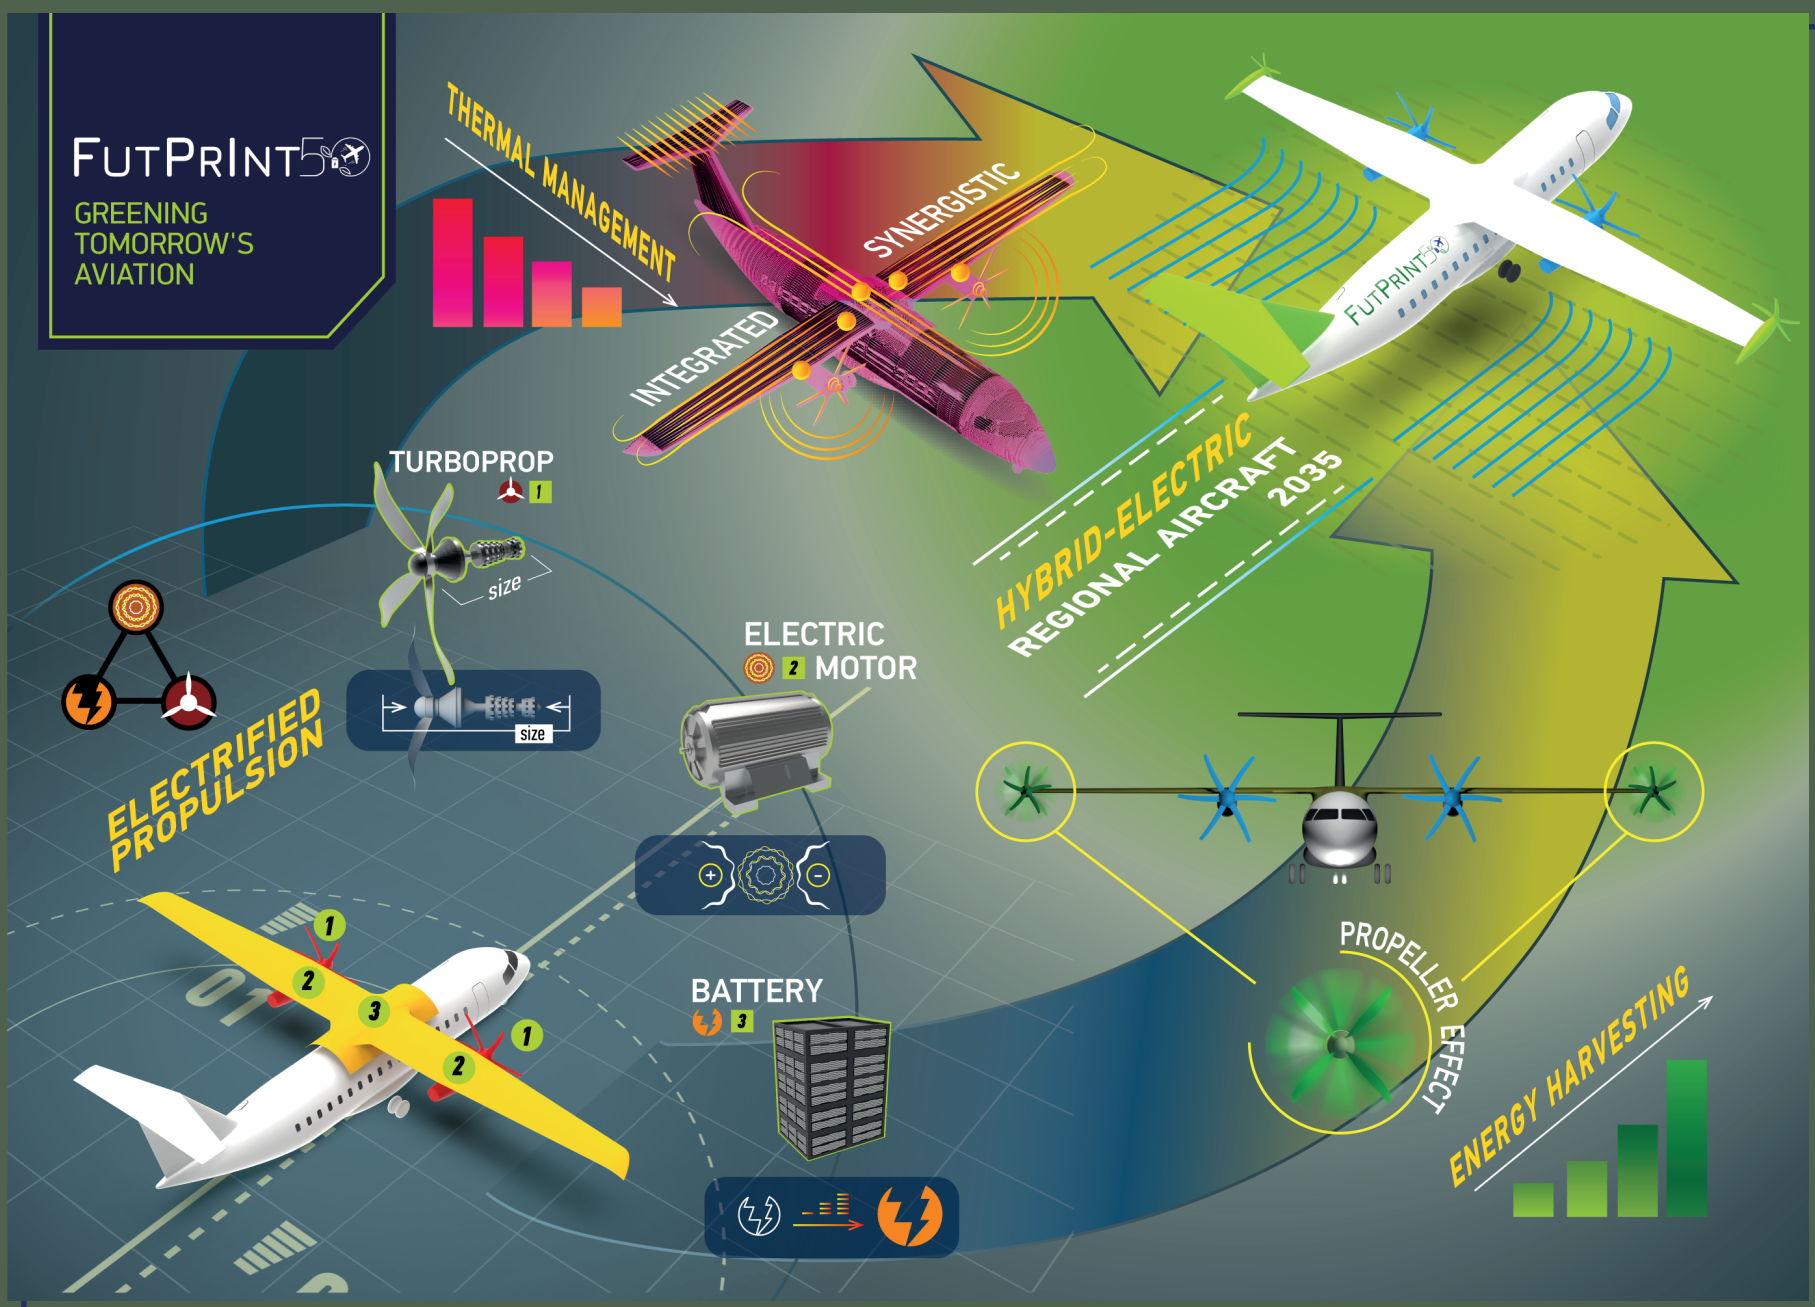 FUTPRINT50
GREENING
TOMORROW'S
AVIATION
THERMAL MANAGEMENT
SYNERGISTIC
INTEGRATED
FUTPRINT50
HYBRID-ELECTRIC
REGIONAL AIRCRAFT
2035
TURBOPROP
1
size
size
ELECTRIC
2 MOTOR
+
-
ELECTRIFIED
PROPULSION
1
2
3
1
2
01
BATTERY
3
PROPELLER EFFECT
ENERGY HARVESTING